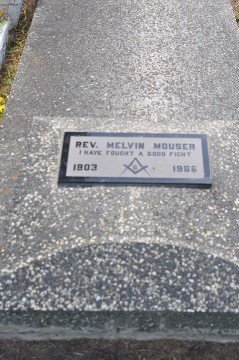 REV. MELVIN MOUSER
I HAVE FOUGHT A GOOD FIGHT
1903 G 1966